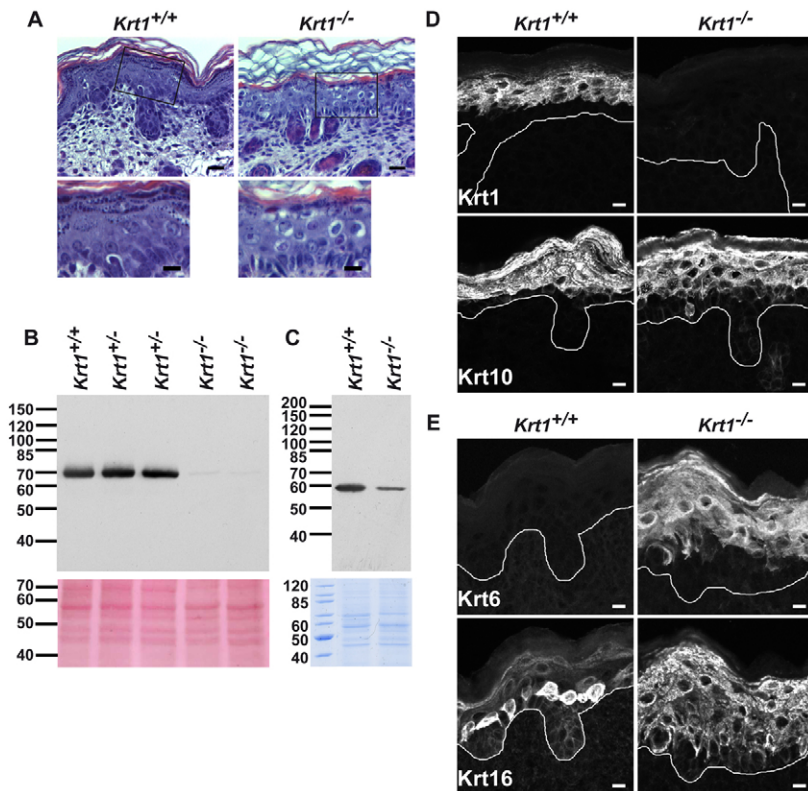 A
Krt1+/+
Krt1-/-
B
Krt1+/+
Krt1+/-
Krt1+/-
Krt1-/-
Krt1-/-
150
120
100
85
70
60
50
40
70
60
50
40
C
Krt1+/+
Krt1-/-
200
150
120
100
85
70
60
50
40
120
85
60
50
40
D
Krt1+/+
Krt1-/-
Krt1
Krt10
E
Krt1+/+
Krt1-/-
Krt6
Krt16